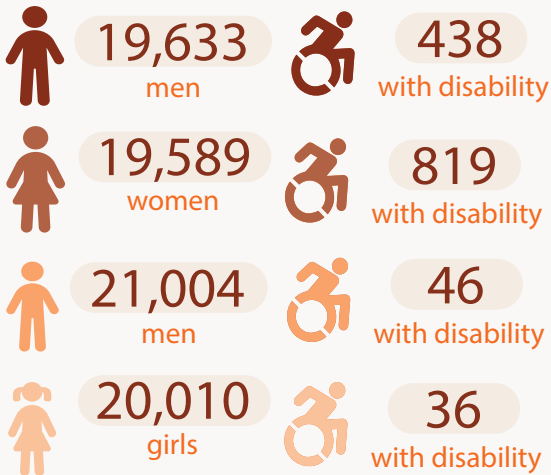 19,633
men
438
with disability
19,589
women
819
with disability
21,004
men
46
with disability
20,010
girls
36
with disability